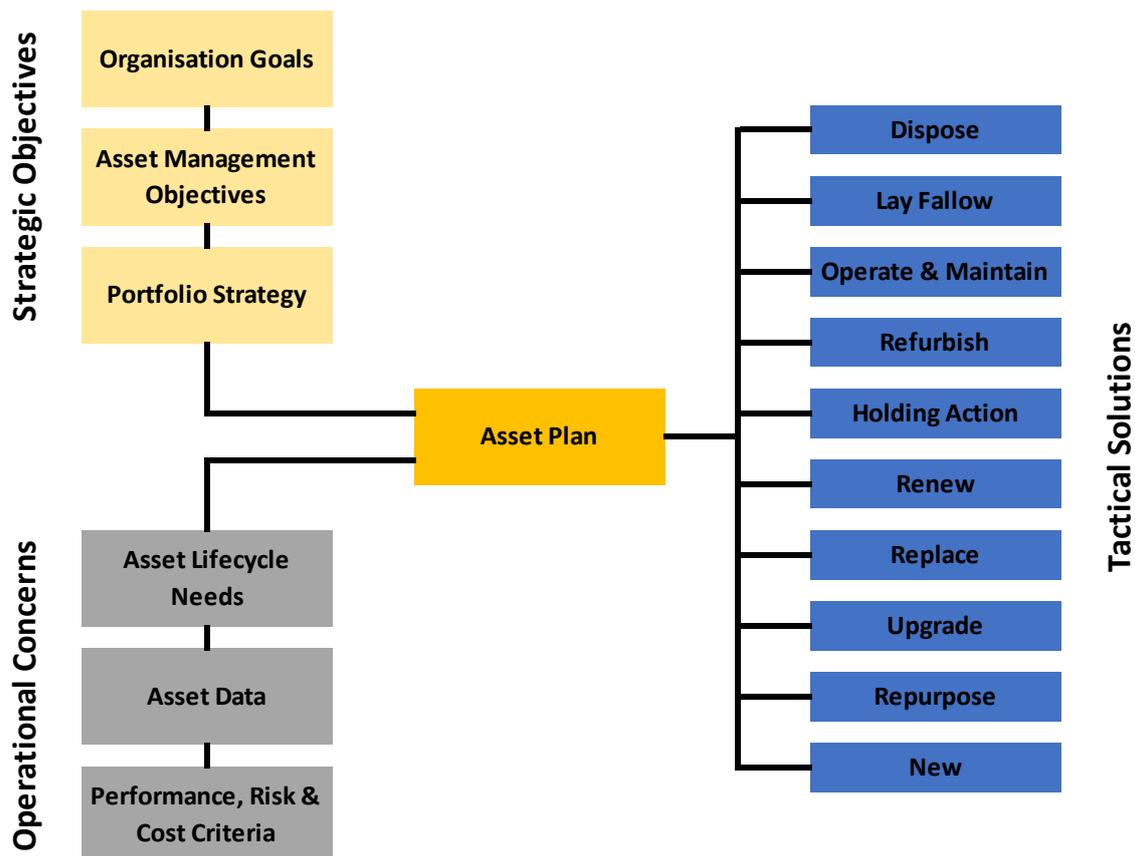 Strategic Objectives
Organisation Goals
Asset Management
Objectives
Portfolio Strategy
Asset Plan
Operational Concerns
Asset Lifecycle
Needs
Asset Data
Performance, Risk &
Cost Criteria
Dispose
Lay Fallow
Operate & Maintain
Refurbish
Holding Action
Renew
Replace
Upgrade
Repurpose
New
Tactical Solutions